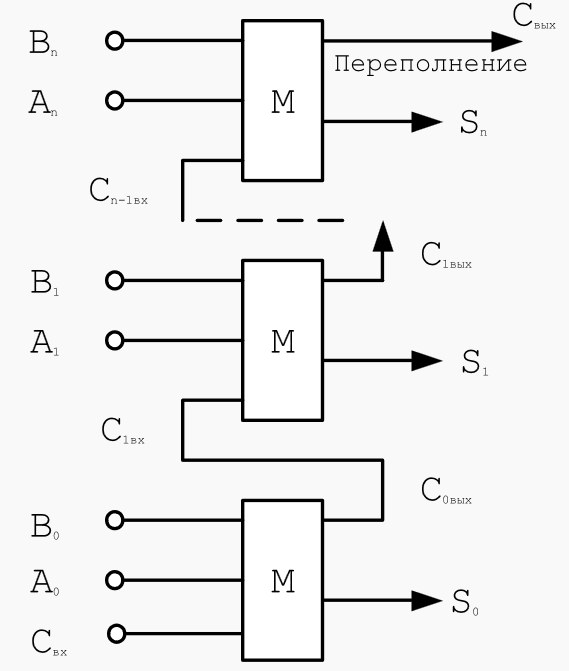 Cвых
Bn
Переполнение
An
M
Sn
Cn-1вх
C1вых
B1
A1
M
S1
C1вх
C0вых
B0
A0
M
S0
Cвх